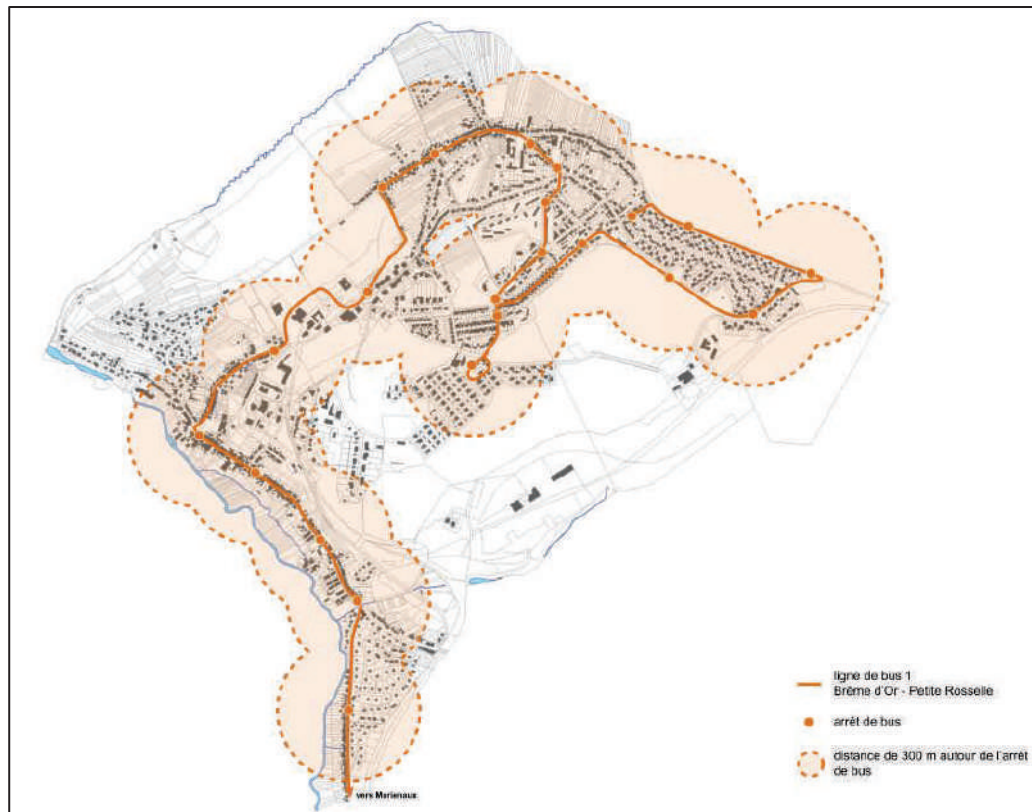 ligne de bus 1
Brême d'Or - Petite Rosselle
arrêt de bus
distance de 300 m autour de l'arrêt
de bus
vers Marienaux